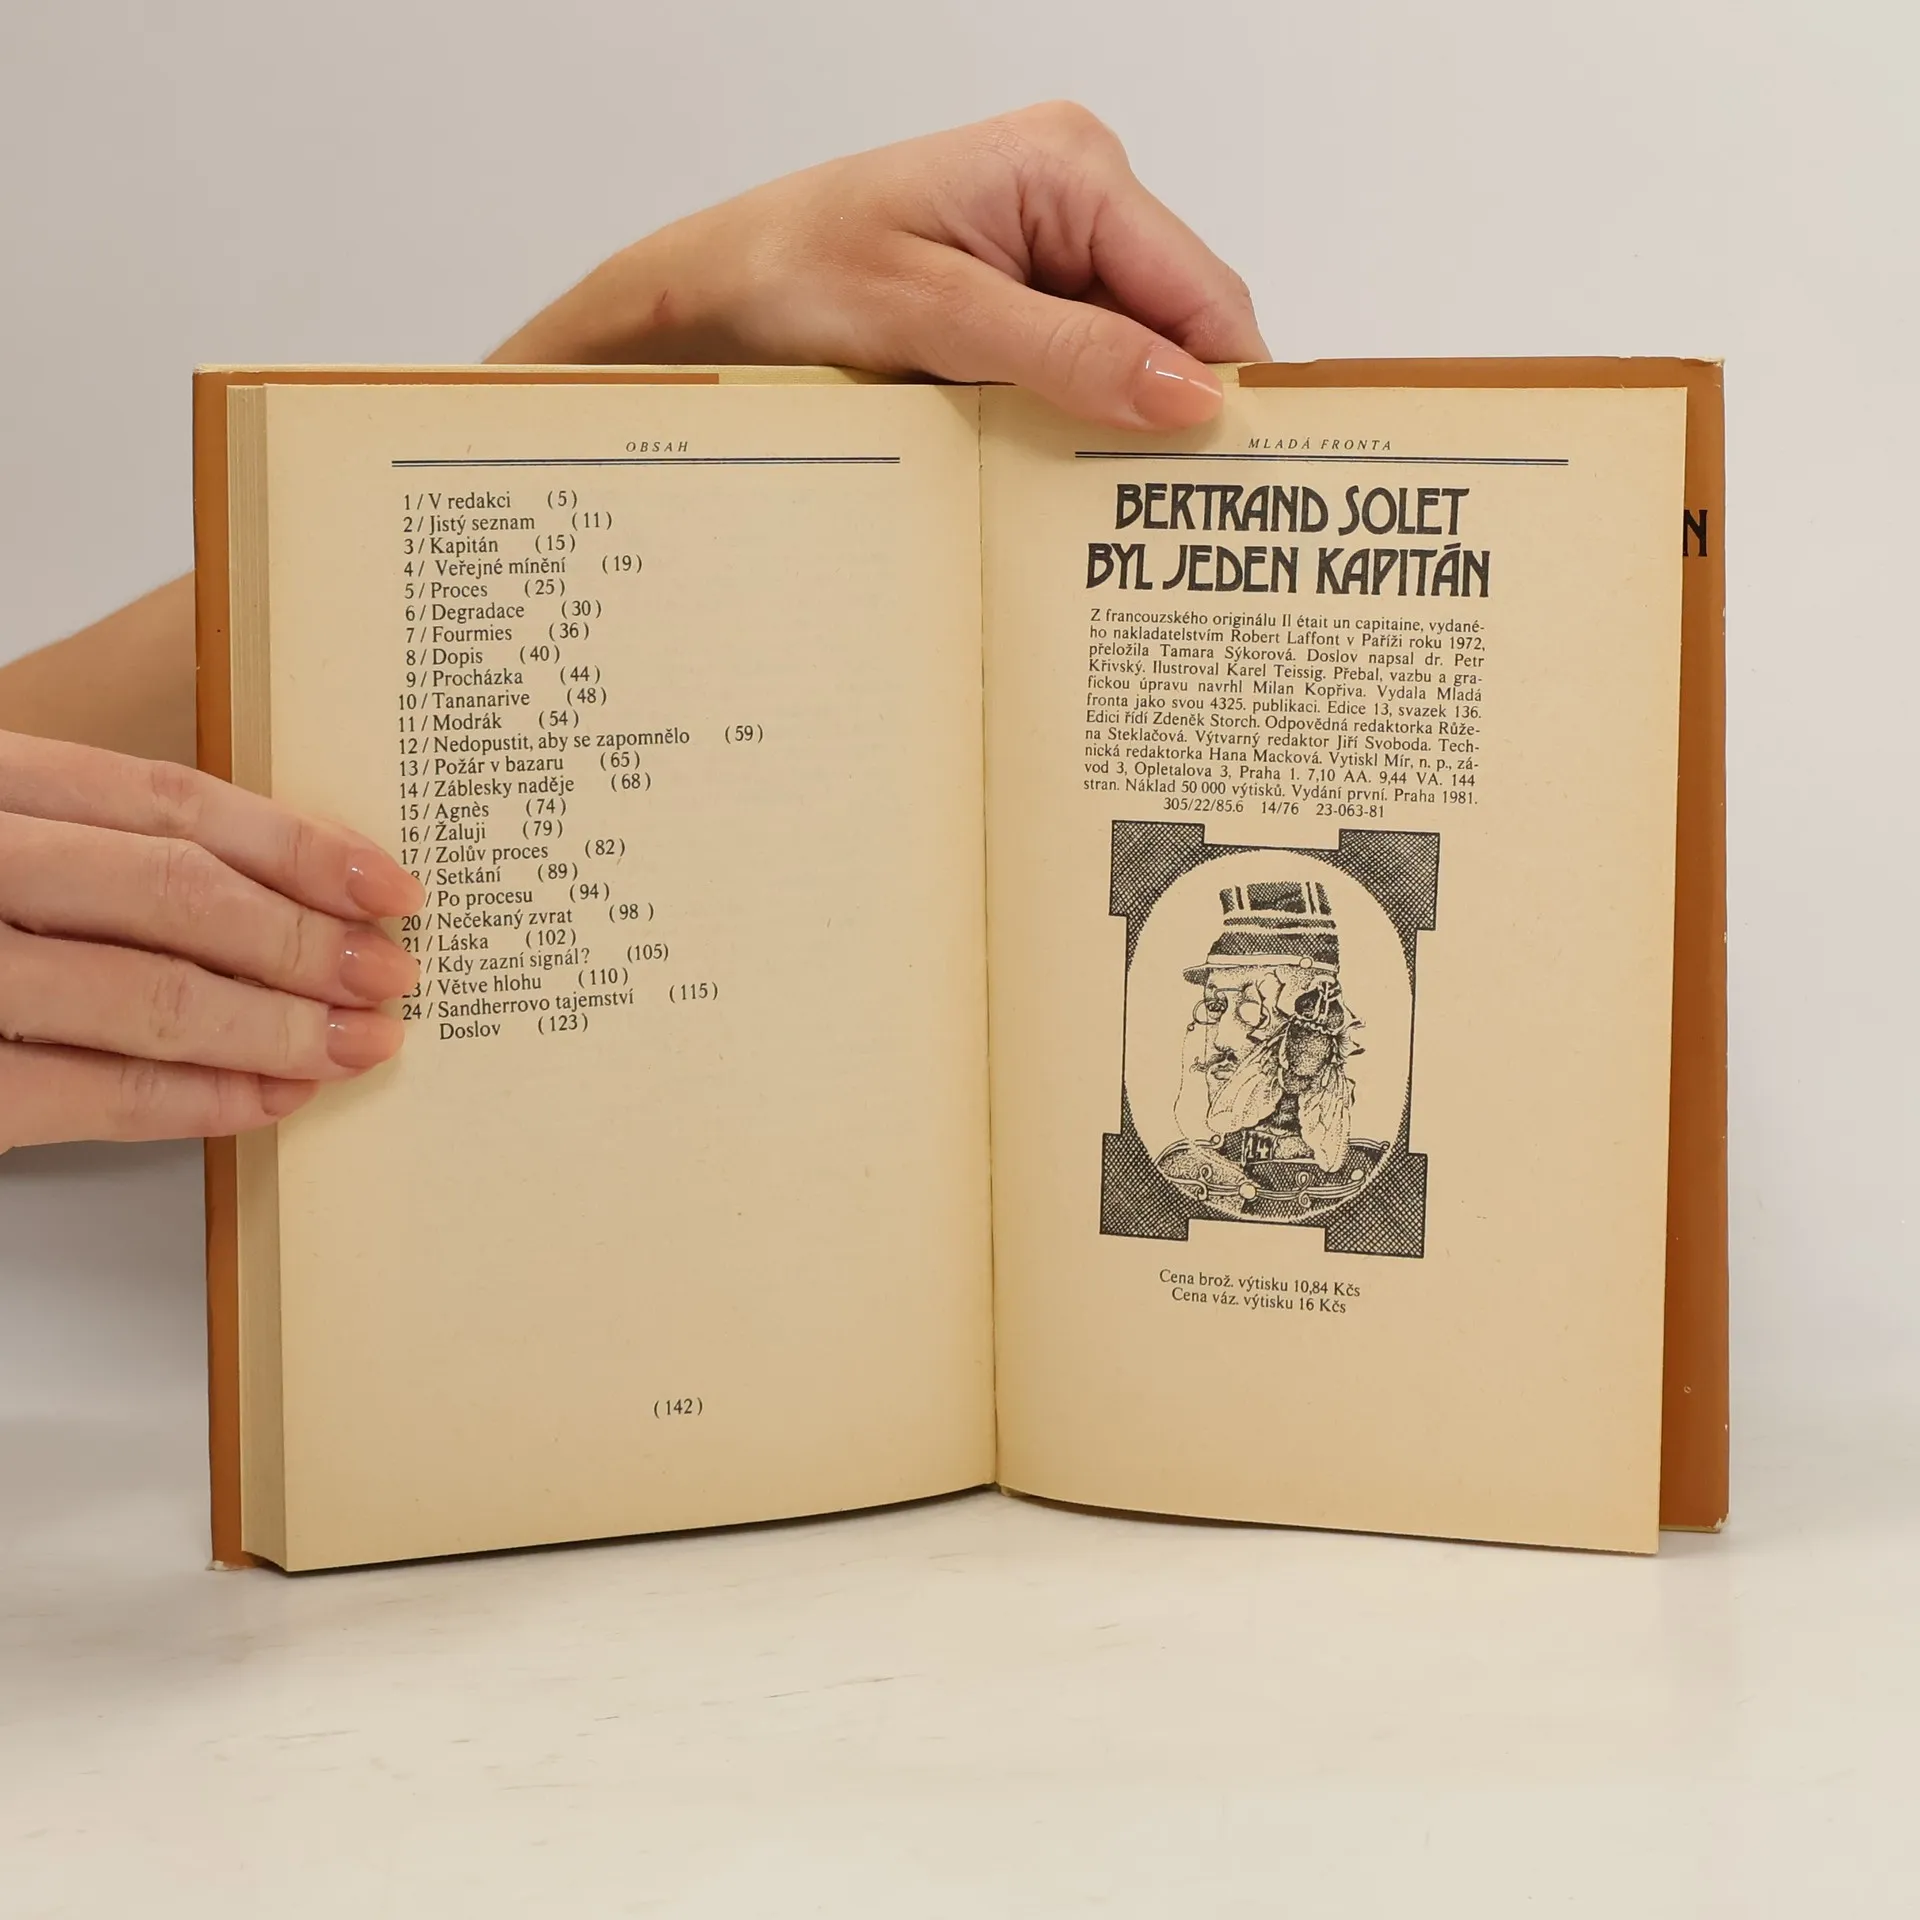 OBSAH
1 / V redakci (5)
2 / Jistý seznam (11)
3 / Kapitán (15)
4 / Veřejné mínění (19)
5 / Proces (25)
6 / Degradace (30)
7 / Fourmies (36)
8 / Dopis (40)
9 / Procházka (44)
10 / Tananarive (48)
11 / Modrák (54)
12 / Nedopustit, aby se zapomnělo (59)
13 / Požár v bazaru (65)
14 / Záblesky naděje (68)
15 / Agnès (74)
16 / Žaluji (79)
17 / Zolův proces (82)
8 / Setkání (89)
/ Po procesu (94)
20 / Nečekaný zvrat (98)
21 / Láska (102)
/ Kdy zazní signál? (105)
23 / Větve hlohu (110)
24 / Sandherrovo tajemství (115)
Doslov (123)
(142)
MLADÁ FRONTA
BERTRAND SOLET
BYL JEDEN KAPITÁN
Z francouzského originálu Il était un capitaine, vydané-
ho nakladatelstvím Robert Laffont v Paříži roku 1972,
přeložila Tamara Sýkorová. Doslov napsal dr. Petr
Křivský. Ilustroval Karel Teissig. Přebal, vazbu a gra-
fickou úpravu navrhl Milan Kopřiva. Vydala Mladá
fronta jako svou 4325. publikaci. Edice 13, svazek 136.
Edici řídí Zdeněk Storch. Odpovědná redaktorka Růže-
na Steklačová. Výtvarný redaktor Jiří Svoboda. Tech-
nická redaktorka Hana Macková. Vytiskl Mír, n. p., zá-
vod 3, Opletalova 3, Praha 1. 7,10 AA. 9,44 VA. 144
stran. Náklad 50 000 výtisků. Vydání první. Praha 1981.
305/22/85.6 14/76 23-063-81
14
Cena brož. výtisku 10,84 Kčs
Cena váz. výtisku 16 Kčs
N